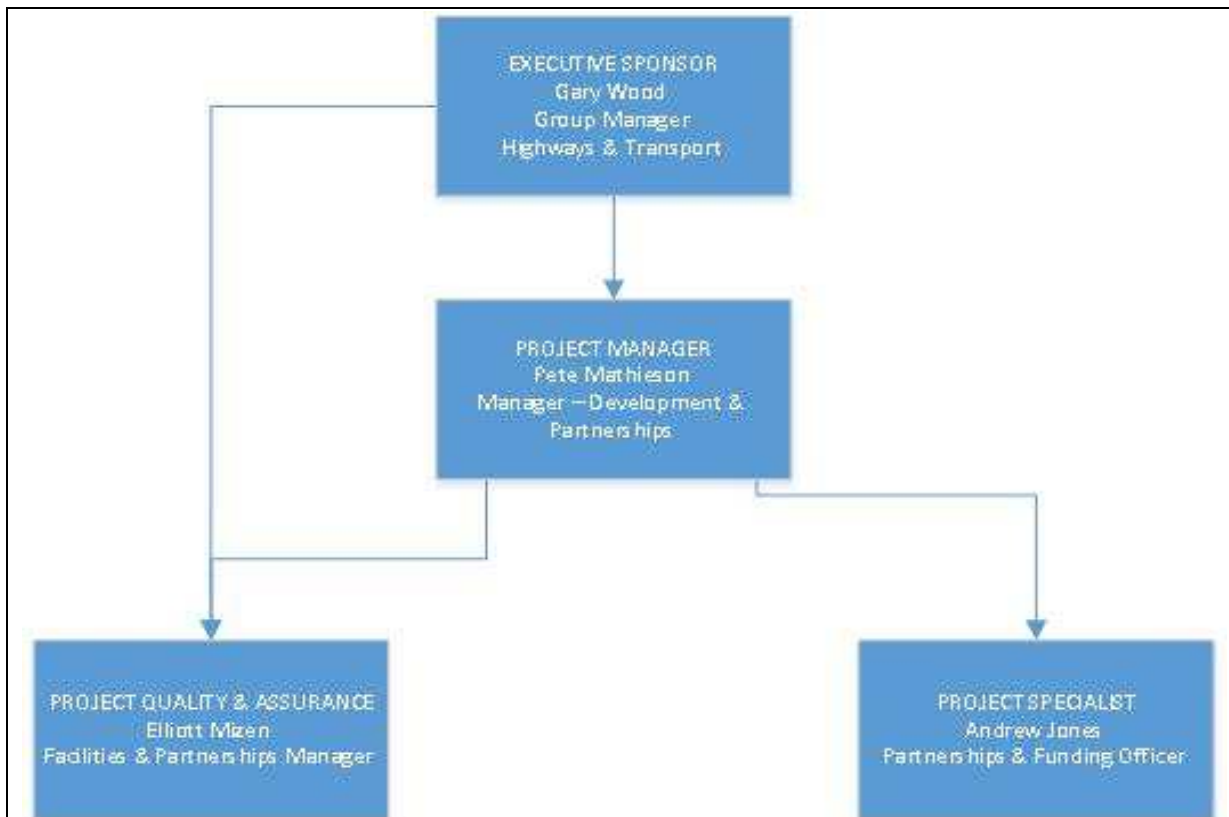 EXECUTIVE SPONSOR
Gary Wood
Group Manager
Highways & Transport
PROJECT MANAGER
Pete Mathieson
Manager – Development &
Partnerships
PROJECT QUALITY & ASSURANCE
Elliott Mizen
Facilities & Partnerships Manager
PROJECT SPECIALIST
Andrew Jones
Partnerships & Funding Officer